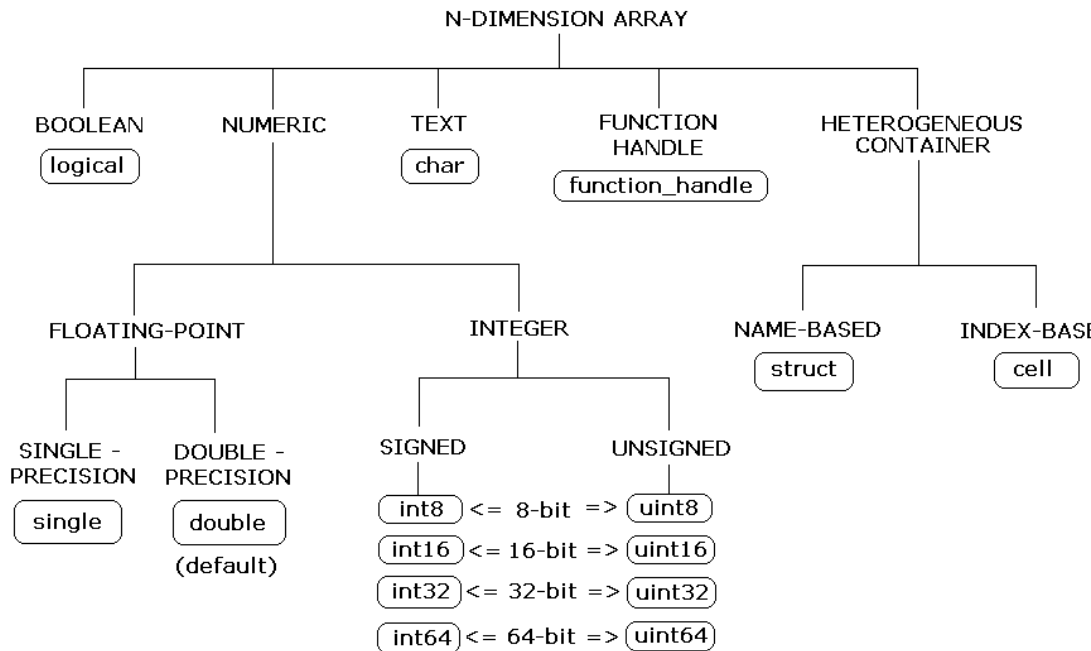 N-DIMENSION ARRAY
BOOLEAN
logical
NUMERIC
TEXT
char
FUNCTION
HANDLE
function_handle
HETEROGENEOUS
CONTAINER
FLOATING-POINT
INTEGER
NAME-BASED
struct
INDEX-BASE
cell
SINGLE -
PRECISION
single
DOUBLE -
PRECISION
double
(default)
SIGNED
UNSIGNED
int8 <= 8-bit => uint8
int16 <= 16-bit => uint16
int32 <= 32-bit => uint32
int64 <= 64-bit => uint64